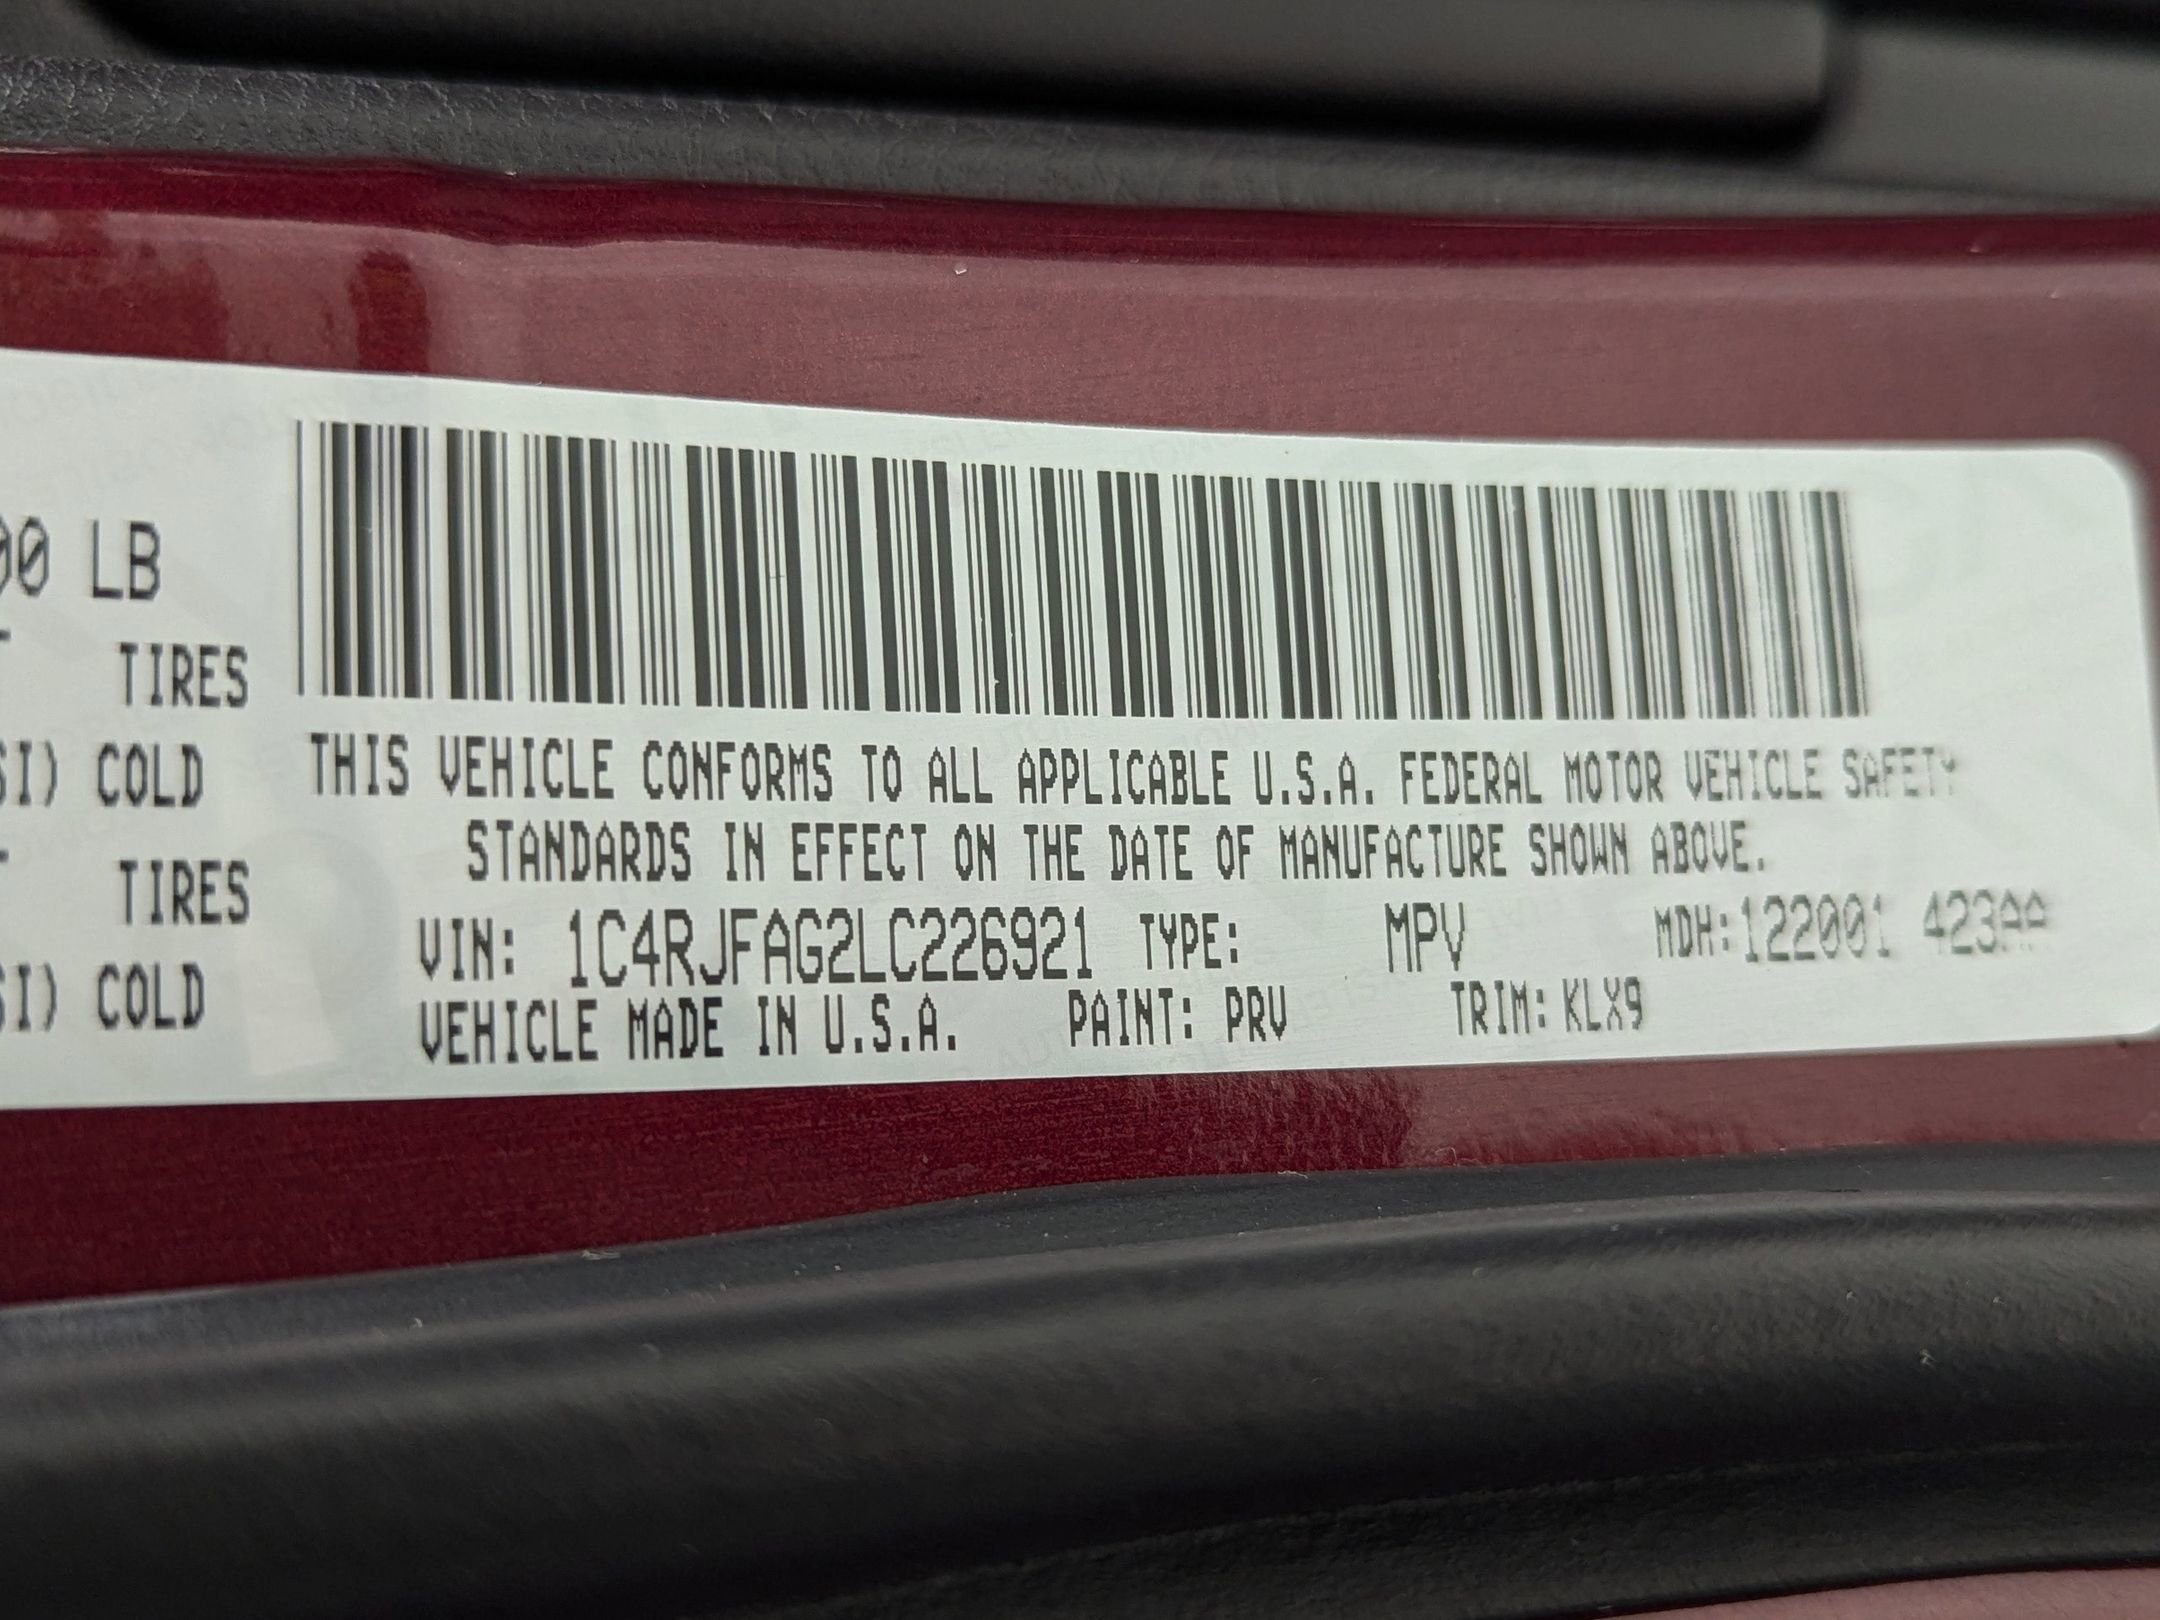 00 LB
TIRES
SI) COLD
TIRES
SI) COLD
THIS VEHICLE CONFORMS TO ALL APPLICABLE U.S.A. FEDERAL MOTOR VEHICLE SAFETY
STANDARDS IN EFFECT ON THE DATE OF MANUFACTURE SHOWN ABOVE.
VIN: 1C4RJFAG2LC226921 TYPE: MPV MDH:122001 423AA
VEHICLE MADE IN U.S.A. PAINT: PRV TRIM: KLX9